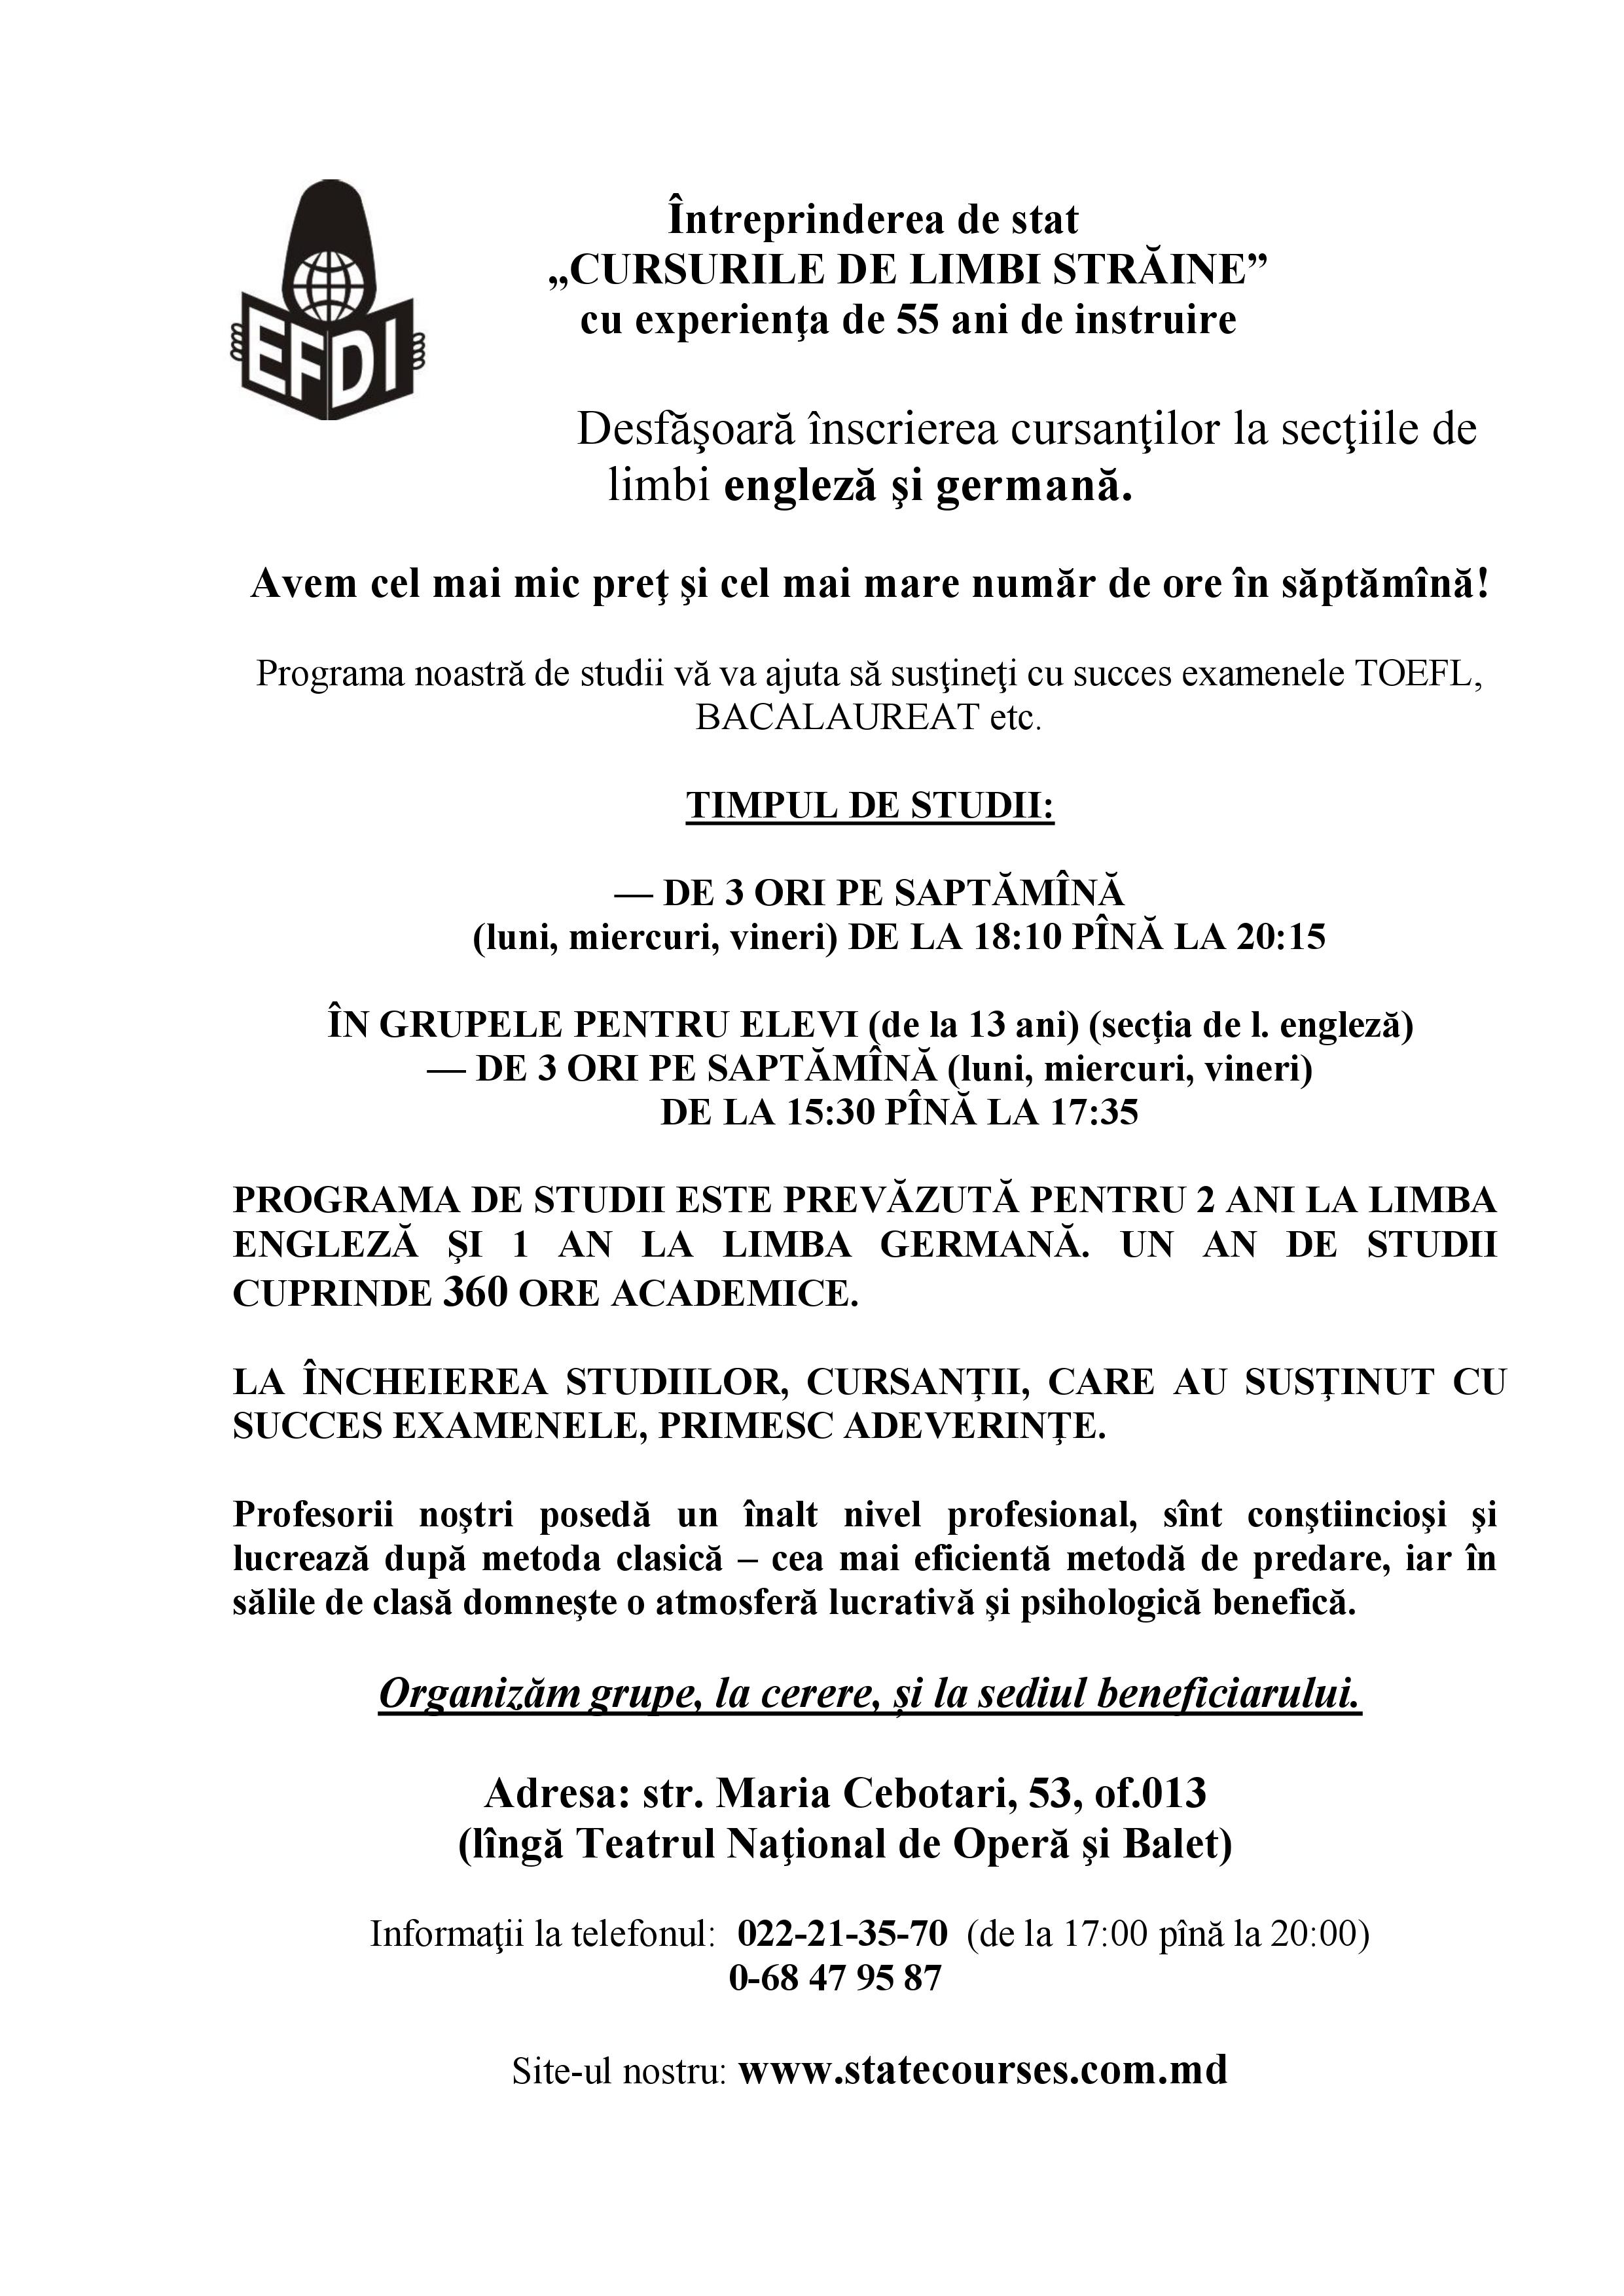 EFDI
Întreprinderea de stat
„CURSURILE DE LIMBI STRĂINE”
cu experienţa de 55 ani de instruire
Desfăşoară înscrierea cursanţilor la secţiile de
limbi engleză şi germană.
Avem cel mai mic preţ şi cel mai mare număr de ore în săptămînă!
Programa noastră de studii vă va ajuta să susţineţi cu succes examenele TOEFL,
BACALAUREAT etc.
TIMPUL DE STUDII:
— DE 3 ORI PE SAPTĂMÎNĂ
(luni, miercuri, vineri) DE LA 18:10 PÎNĂ LA 20:15
ÎN GRUPELE PENTRU ELEVI (de la 13 ani) (secţia de l. engleză)
— DE 3 ORI PE SAPTĂMÎNĂ (luni, miercuri, vineri)
DE LA 15:30 PÎNĂ LA 17:35
PROGRAMA DE STUDII ESTE PREVĂZUTĂ PENTRU 2 ANI LA LIMBA
ENGLEZĂ ŞI 1 AN LA LIMBA GERMANĂ. UN AN DE STUDII
CUPRINDE 360 ORE ACADEMICE.
LA ÎNCHEIEREA STUDIILOR, CURSANŢII, CARE AU SUSŢINUT CU
SUCCES EXAMENELE, PRIMESC ADEVERINŢE.
Profesorii noştri posedă un înalt nivel profesional, sînt conştiincioşi şi
lucrează după metoda clasică – cea mai eficientă metodă de predare, iar în
sălile de clasă domneşte o atmosferă lucrativă şi psihologică benefică.
Organizăm grupe, la cerere, și la sediul beneficiarului.
Adresa: str. Maria Cebotari, 53, of.013
(lîngă Teatrul Naţional de Operă şi Balet)
Informaţii la telefonul: 022-21-35-70 (de la 17:00 pînă la 20:00)
0-68 47 95 87
Site-ul nostru: www.statecourses.com.md